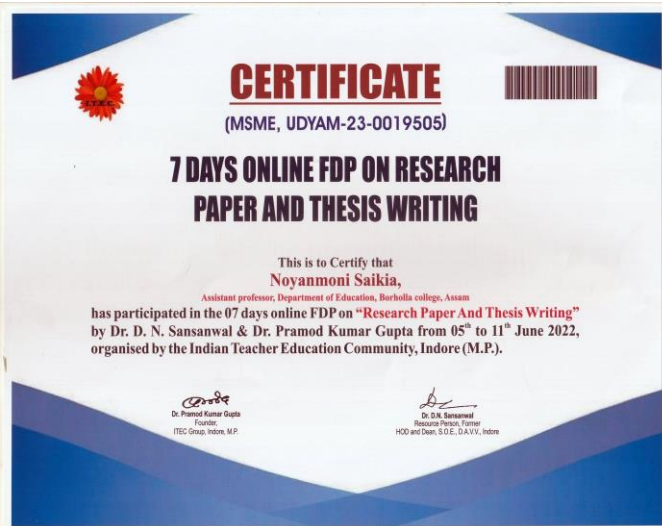 CERTIFICATE
(MSME, UDYAM-23-0019505)
7 DAYS ONLINE FDP ON RESEARCH
PAPER AND THESIS WRITING
This is to Certify that
Noyanmoni Saikia,
Assistant professor, Department of Education, Borholla college, Assam
has participated in the 07 days online FDP on “Research Paper And Thesis Writing”
by Dr. D. N. Sansanwal & Dr. Pramod Kumar Gupta from 05th to 11th June 2022,
organised by the Indian Teacher Education Community, Indore (M.P.).
Dr. Pramod Kumar Gupta
Founder,
ITEC Group, Indore, M.P.
Dr. D.N. Sansanwal
Resource Person, Former
HOD and Dean, S.O.E., D.A.V.V., Indore